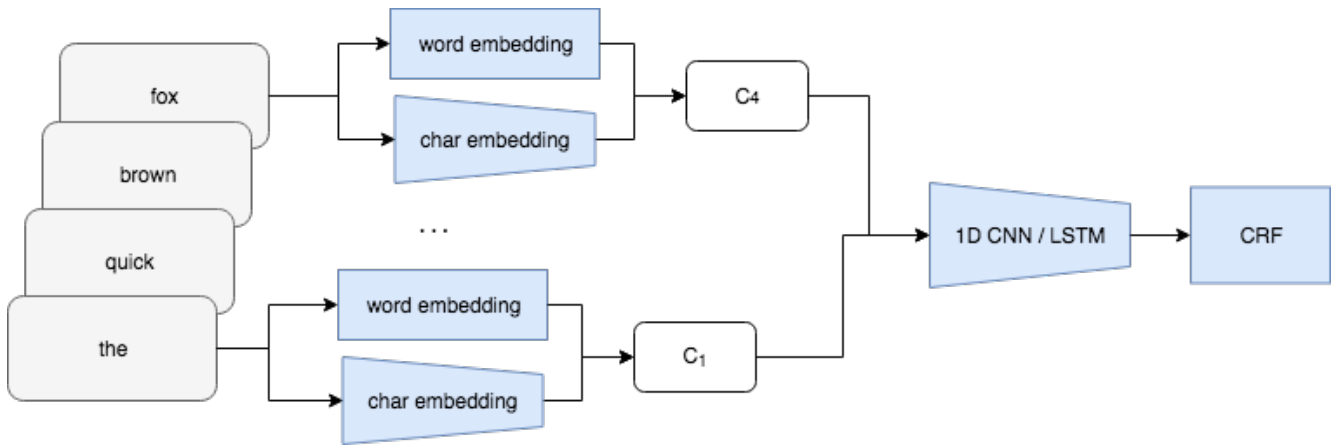 fox
brown
quick
the
word embedding
char embedding
C4
...
word embedding
char embedding
C1
1D CNN / LSTM
CRF